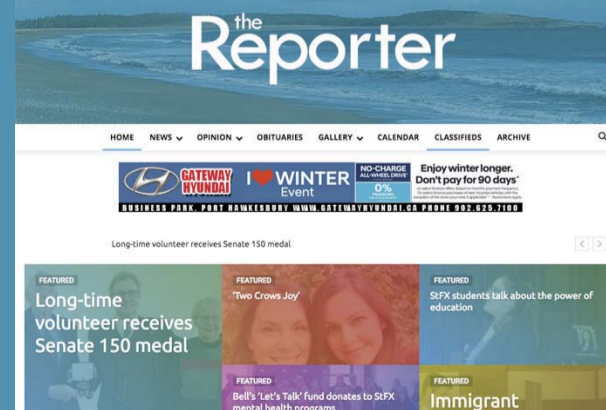 the
Reporter
HOME NEWS OPINION OBITUARIES GALLERY CALENDAR CLASSIFIEDS ARCHIVE
GATEWAY
HYUNDAI
I WINTER
Event
NO-CHARGE
ALL-WHEEL DRIVE
0%
Enjoy winter longer.
Don't pay for 90 days^
BUSINESS PARK, PORT HAWKESBURY WWW.GATEWAYHYUNDAI.CA PHONE 902.625.7100
Long-time volunteer receives Senate 150 medal
FEATURED
Long-time
volunteer receives
Senate 150 medal
FEATURED
'Two Crows Joy'
FEATURED
StFX students talk about the power of
education
FEATURED
Bell's 'Let's Talk' fund donates to StFX
mental health programs
FEATURED
Immigrant